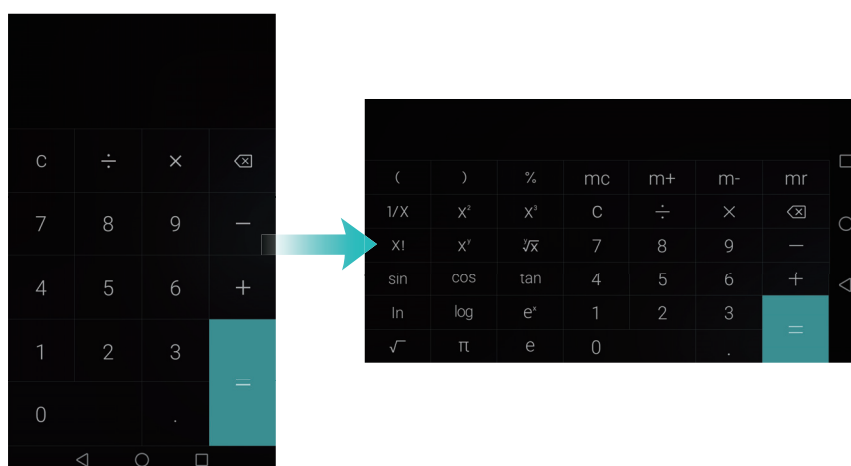 C ÷ ×
7 8 9 −
4 5 6 +
1 2 3 =
0 .
( ) % mc m+ m- mr
1/X X² X³ C ÷ ×
X! Xʸ ʸ√x 7 8 9 −
sin cos tan 4 5 6 +
ln log eˣ 1 2 3 =
√ π e 0 .